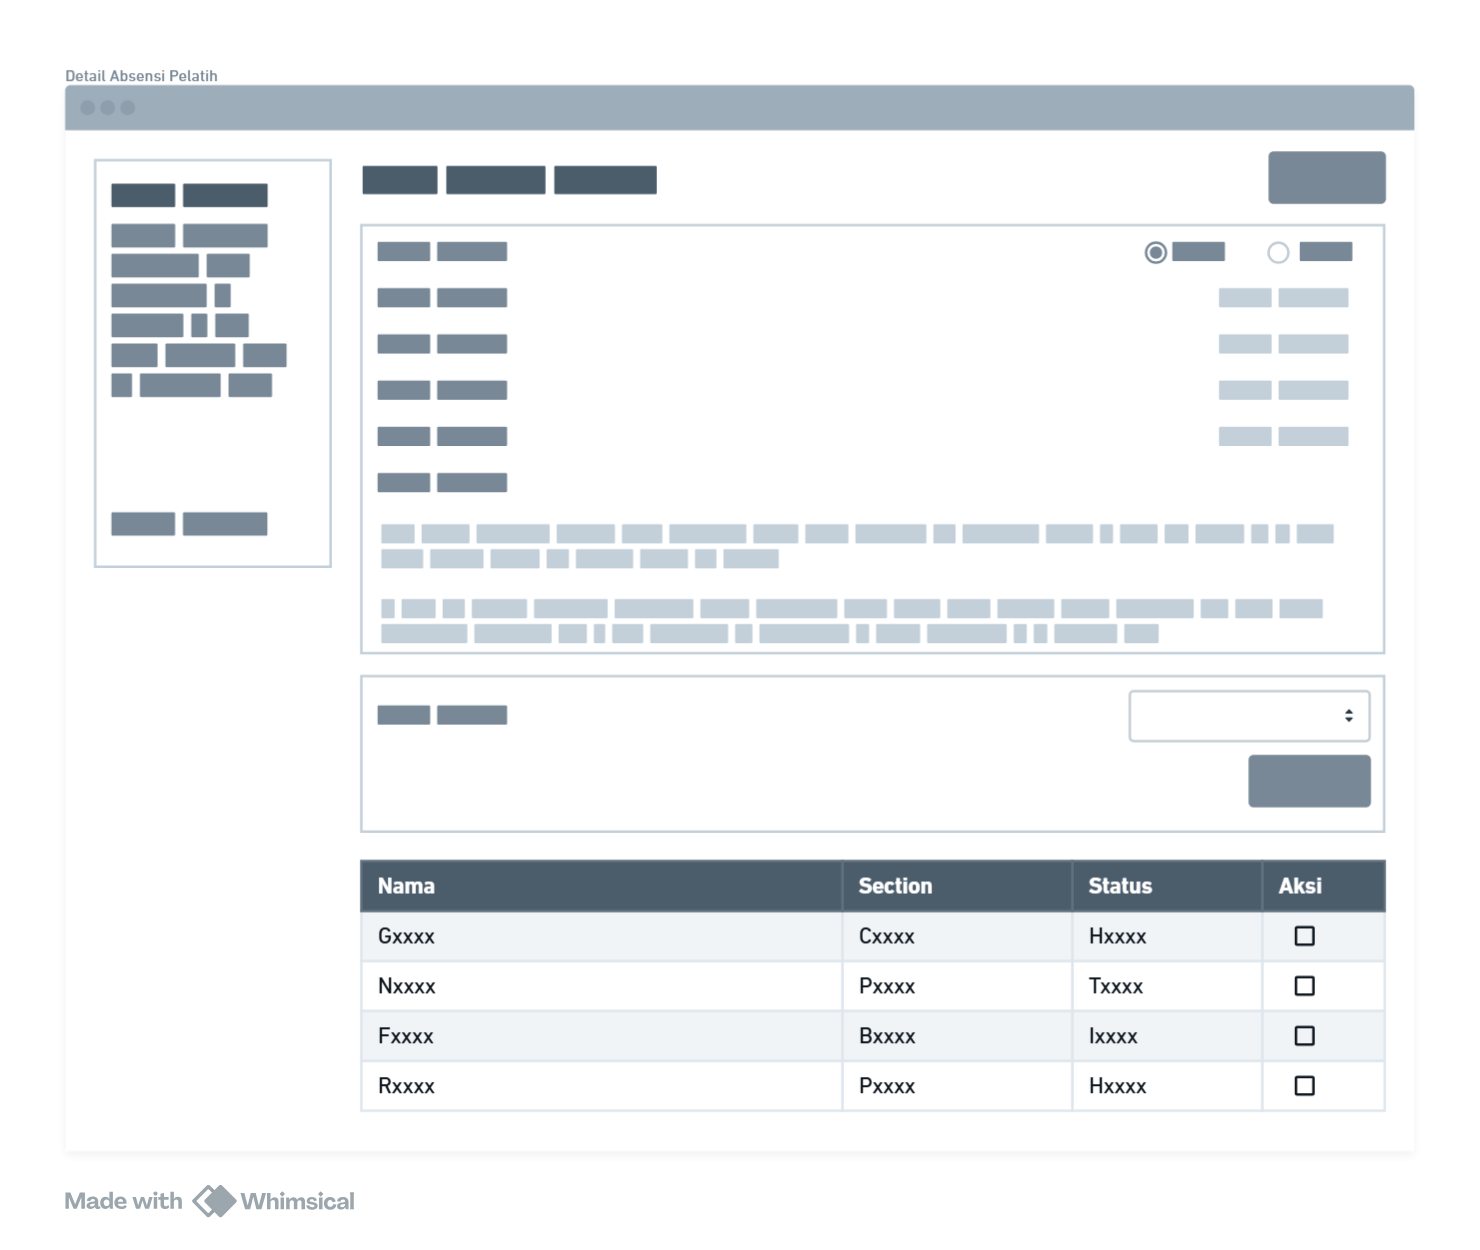 Detail Absensi Pelatih
Nama Section Status Aksi
Gxxxx Cxxxx Hxxxx
Nxxxx Pxxxx Txxxx
Fxxxx Bxxxx Ixxxx
Rxxxx Pxxxx Hxxxx
Made with Whimsical